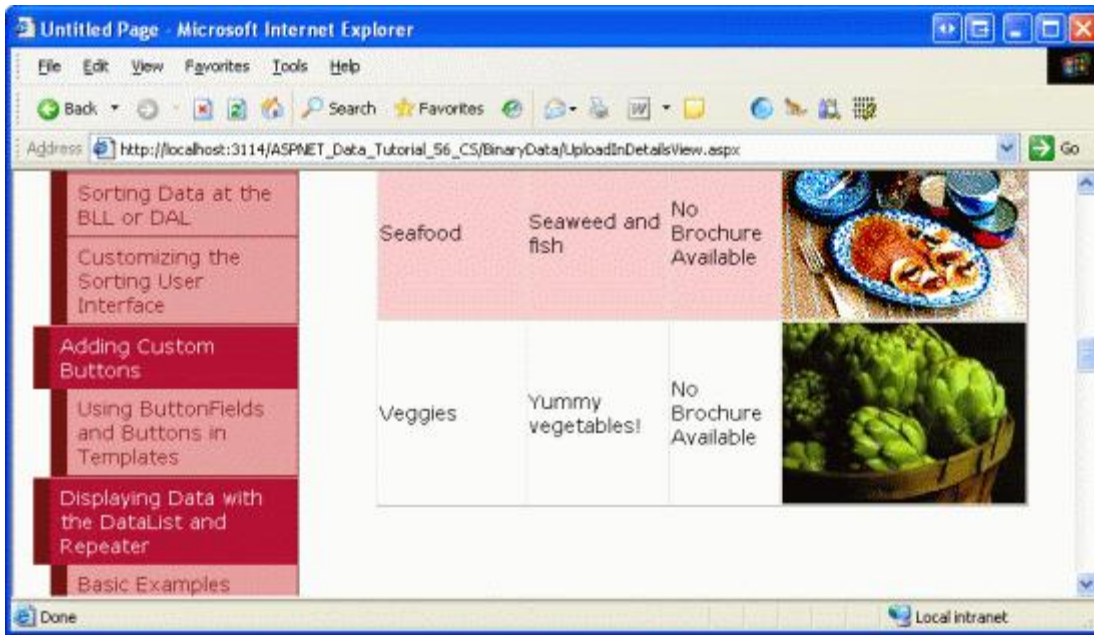 Untitled Page - Microsoft Internet Explorer
File Edit View Favorites Tools Help
Back Search Favorites
Address http://localhost:3114/ASPNET_Data_Tutorial_56_CS/BinaryData/UploadInDetailsView.aspx Go
Sorting Data at the
BLL or DAL
Customizing the
Sorting User
Interface
Adding Custom
Buttons
Using ButtonFields
and Buttons in
Templates
Displaying Data with
the DataList and
Repeater
Basic Examples
Seafood
Seaweed and
fish
No
Brochure
Available
Veggies
Yummy
vegetables!
No
Brochure
Available
Done
Local intranet